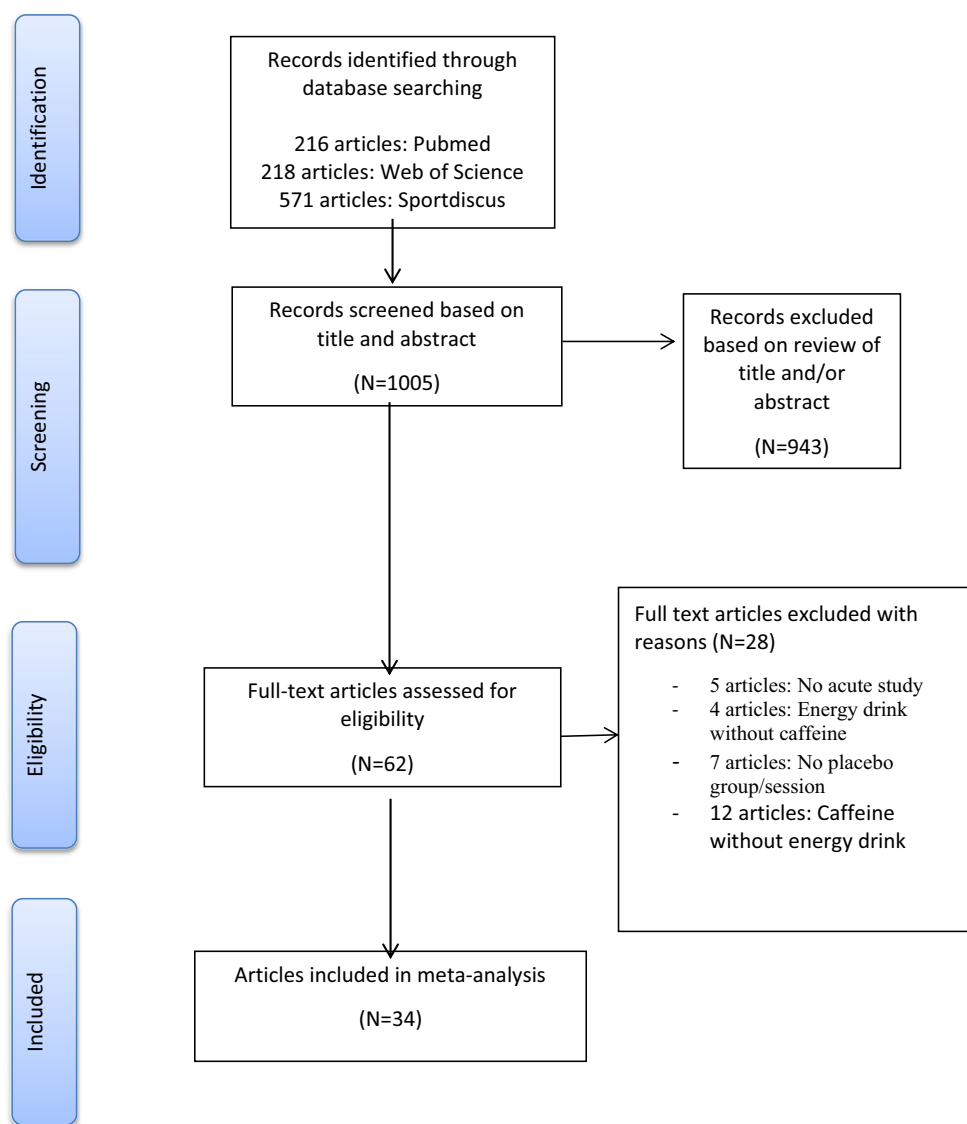 Identification
Records identified through
database searching
216 articles: Pubmed
218 articles: Web of Science
571 articles: Sportdiscus
Screening
Records screened based on
title and abstract
(N=1005)
Records excluded
based on review of
title and/or
abstract
(N=943)
Eligibility
Full-text articles assessed for
eligibility
(N=62)
Full text articles excluded with
reasons (N=28)
- 5 articles: No acute study
- 4 articles: Energy drink
without caffeine
- 7 articles: No placebo
group/session
- 12 articles: Caffeine
without energy drink
Included
Articles included in meta-analysis
(N=34)